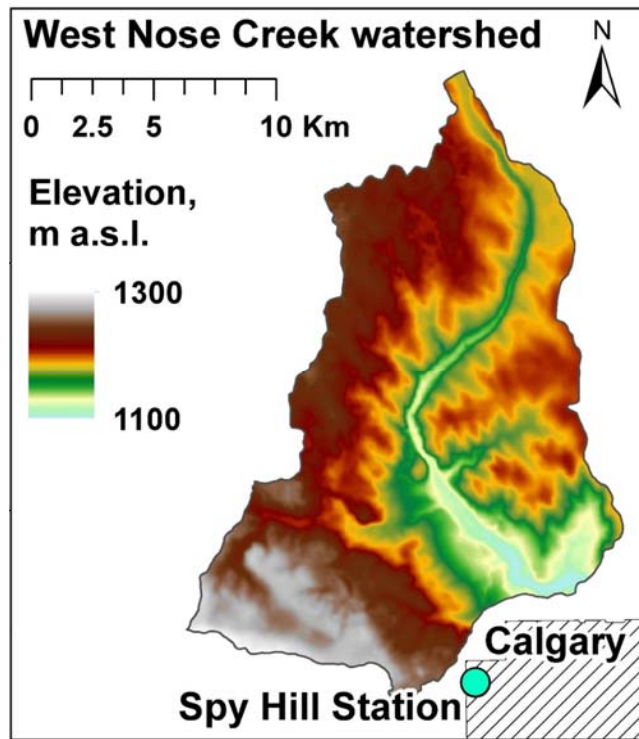 West Nose Creek watershed
N
0 2.5 5 10 Km
Elevation,
m a.s.l.
1300
1100
Calgary
Spy Hill Station